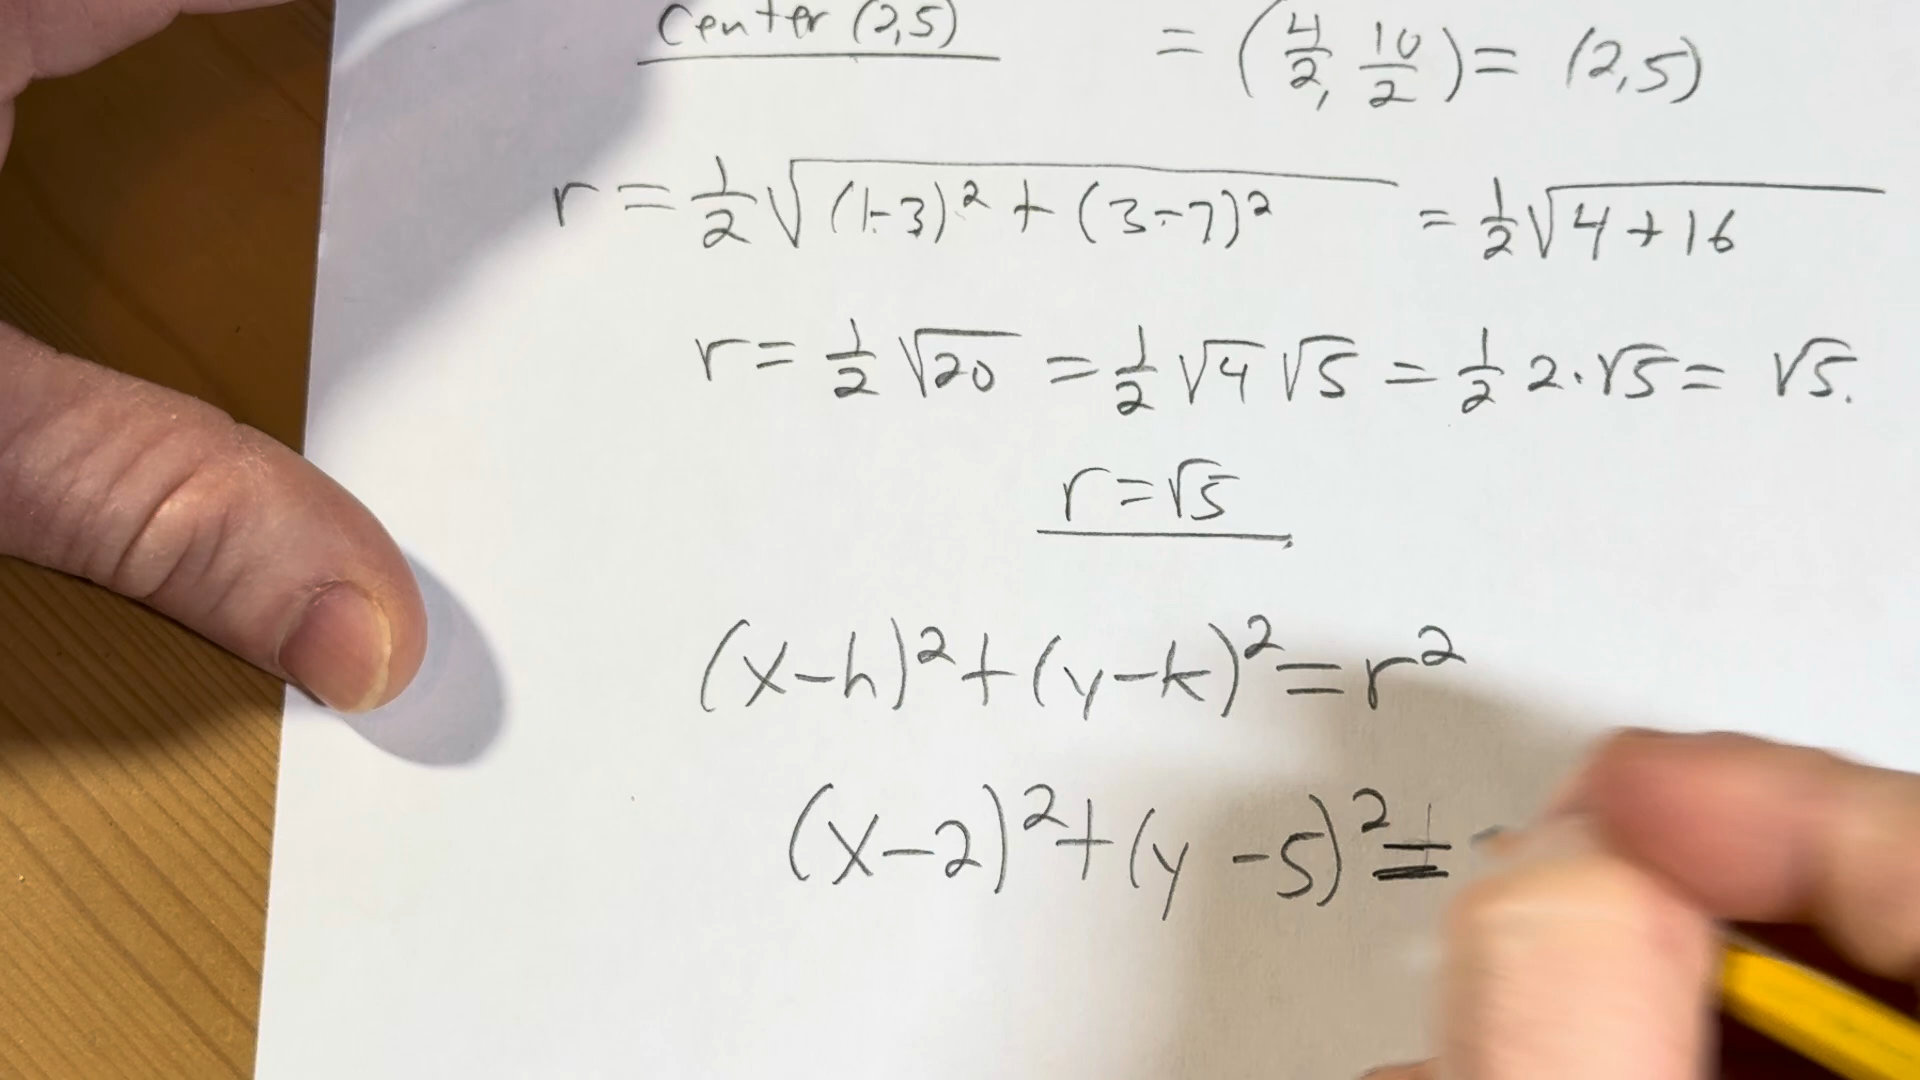 Center (2,5) = (4/2, 10/2) = (2,5)
r = 1/2 √((1-3)² + (3-7)²) = 1/2 √(4 + 16)
r = 1/2 √20 = 1/2 √4 √5 = 1/2 2·√5 = √5.
r = √5
(x-h)² + (y-k)² = r²
(x-2)² + (y-5)² =